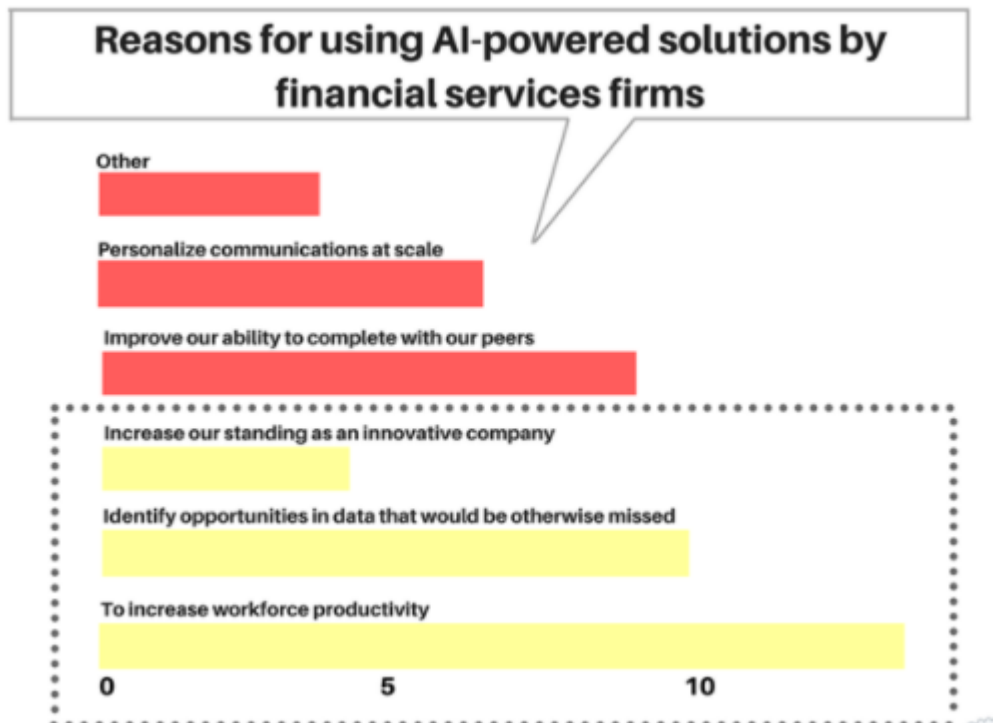 Reasons for using AI-powered solutions by
financial services firms
Other
Personalize communications at scale
Improve our ability to complete with our peers
Increase our standing as an innovative company
Identify opportunities in data that would be otherwise missed
To increase workforce productivity
0 5 10